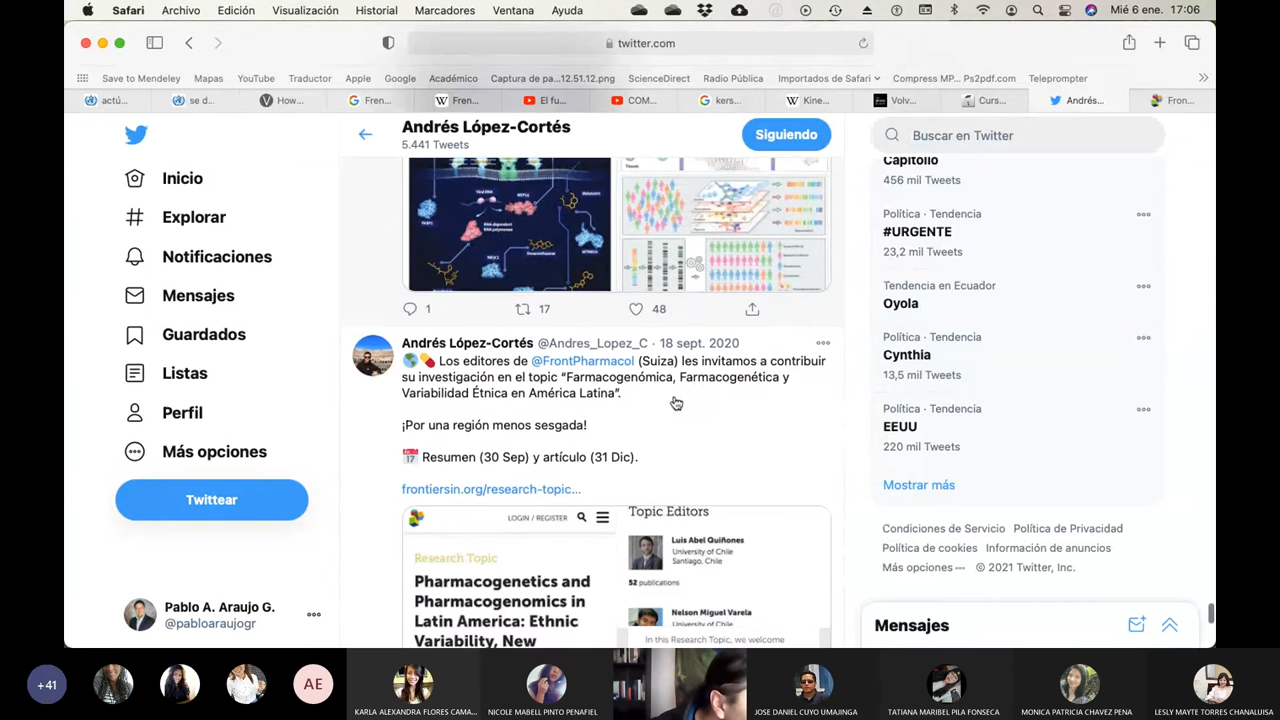 Safari Archivo Edición Visualización Historial Marcadores Ventana Ayuda Mié 6 ene. 17:06
twitter.com
Save to Mendeley Mapas YouTube Traductor Apple Google Académico Captura de pa...12.51.12.png ScienceDirect Radio Pública Importados de Safari Compress MP... Ps2pdf.com Teleprompter
actú... se d... How... Fren... Fren... El fu... COM... kers... Kine... Volv... Curs... Andrés... Fron...
Inicio
Explorar
Notificaciones
Mensajes
Guardados
Listas
Perfil
Más opciones
Twittear
Pablo A. Araujo G.
@pabloaraujogr
Andrés López-Cortés
5.441 Tweets
Siguiendo
1 17 48
Andrés López-Cortés @Andres_Lopez_C · 18 sept. 2020
Los editores de @FrontPharmacol (Suiza) les invitamos a contribuir
su investigación en el topic “Farmacogenómica, Farmacogenética y
Variabilidad Étnica en América Latina”.
¡Por una región menos sesgada!
17 Resumen (30 Sep) y artículo (31 Dic).
frontiersin.org/research-topic...
LOGIN / REGISTER
Research Topic
Pharmacogenetics and
Pharmacogenomics in
Latin America: Ethnic
Variability, New
Topic Editors
Luis Abel Quiñones
University of Chile
Santiago, Chile
52 publications
Nelson Miguel Varela
University of Chile
In this Research Topic, we welcome
Buscar en Twitter
Capitolio
456 mil Tweets
Política · Tendencia
#URGENTE
23,2 mil Tweets
Tendencia en Ecuador
Oyola
Política · Tendencia
Cynthia
13,5 mil Tweets
Política · Tendencia
EEUU
220 mil Tweets
Mostrar más
Condiciones de Servicio Política de Privacidad
Política de cookies Información de anuncios
Más opciones © 2021 Twitter, Inc.
Mensajes
+41 AE KARLA ALEXANDRA FLORES CAMA... NICOLE MABELL PINTO PENAFIEL JOSE DANIEL CUYO UMAJINGA TATIANA MARIBEL PILA FONSECA MONICA PATRICIA CHAVEZ PENA LESLY MAYTE TORRES CHANALUISA